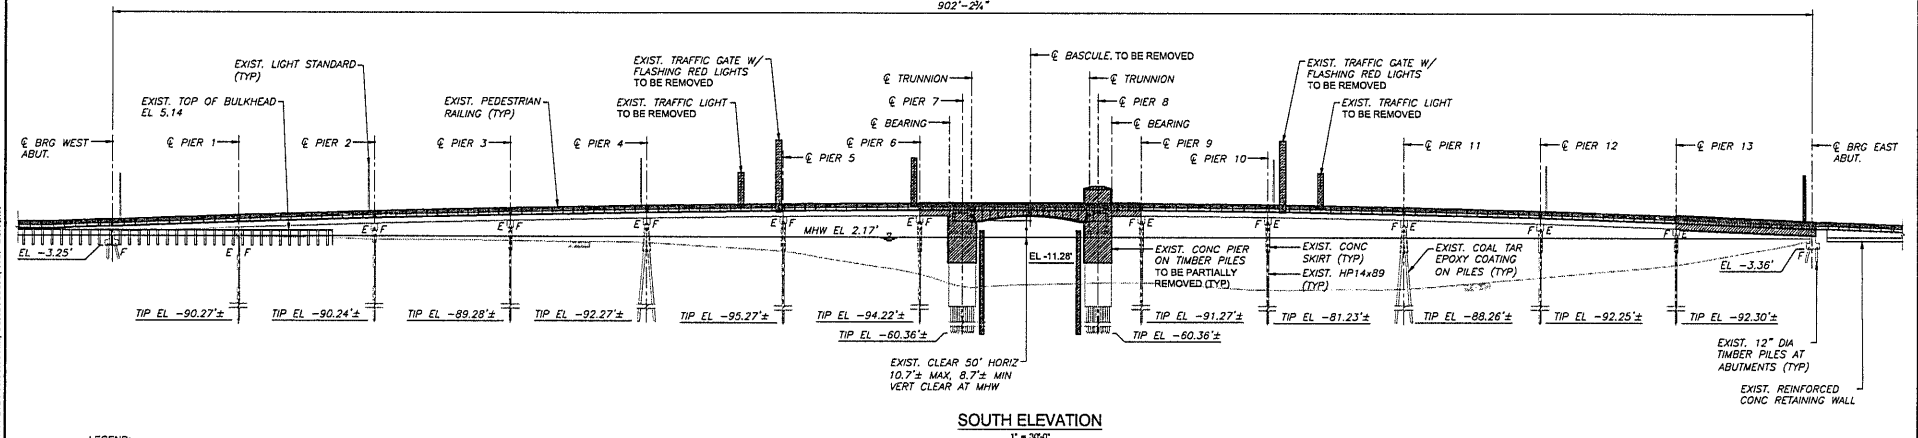 902'-2¾"
EXIST. LIGHT STANDARD
(TYP)
EXIST. TOP OF BULKHEAD
EL 5.14
EXIST. PEDESTRIAN
RAILING (TYP)
EXIST. TRAFFIC GATE W/
FLASHING RED LIGHTS
TO BE REMOVED
EXIST. TRAFFIC LIGHT
TO BE REMOVED
℄ BASCULE. TO BE REMOVED
℄ TRUNNION
℄ TRUNNION
℄ PIER 7
℄ PIER 8
℄ BEARING
℄ BEARING
EXIST. TRAFFIC GATE W/
FLASHING RED LIGHTS
TO BE REMOVED
EXIST. TRAFFIC LIGHT
TO BE REMOVED
℄ BRG WEST
ABUT.
℄ PIER 1
℄ PIER 2
℄ PIER 3
℄ PIER 4
℄ PIER 5
℄ PIER 6
℄ PIER 9
℄ PIER 10
℄ PIER 11
℄ PIER 12
℄ PIER 13
℄ BRG EAST
ABUT.
E F
E F
E F
E F
F E
F E
F E
F E
F
MHW EL 2.17'
EL -3.25'
F
E F
F
F
EL -11.28'
EXIST. CONC PIER
ON TIMBER PILES
TO BE PARTIALLY
REMOVED (TYP)
EXIST. CONC
SKIRT (TYP)
EXIST. HP14x89
(TYP)
EXIST. COAL TAR
EPOXY COATING
ON PILES (TYP)
EL -3.36'
F
TIP EL -90.27'±
TIP EL -90.24'±
TIP EL -89.28'±
TIP EL -92.27'±
TIP EL -95.27'±
TIP EL -94.22'±
TIP EL -60.36'±
TIP EL -60.36'±
TIP EL -91.27'±
TIP EL -81.23'±
TIP EL -88.26'±
TIP EL -92.25'±
TIP EL -92.30'±
EXIST. CLEAR 50' HORIZ
10.7'± MAX, 8.7'± MIN
VERT CLEAR AT MHW
EXIST. 12" DIA
TIMBER PILES AT
ABUTMENTS (TYP)
EXIST. REINFORCED
CONC RETAINING WALL
SOUTH ELEVATION
1" = 30'-0"
LEGEND: